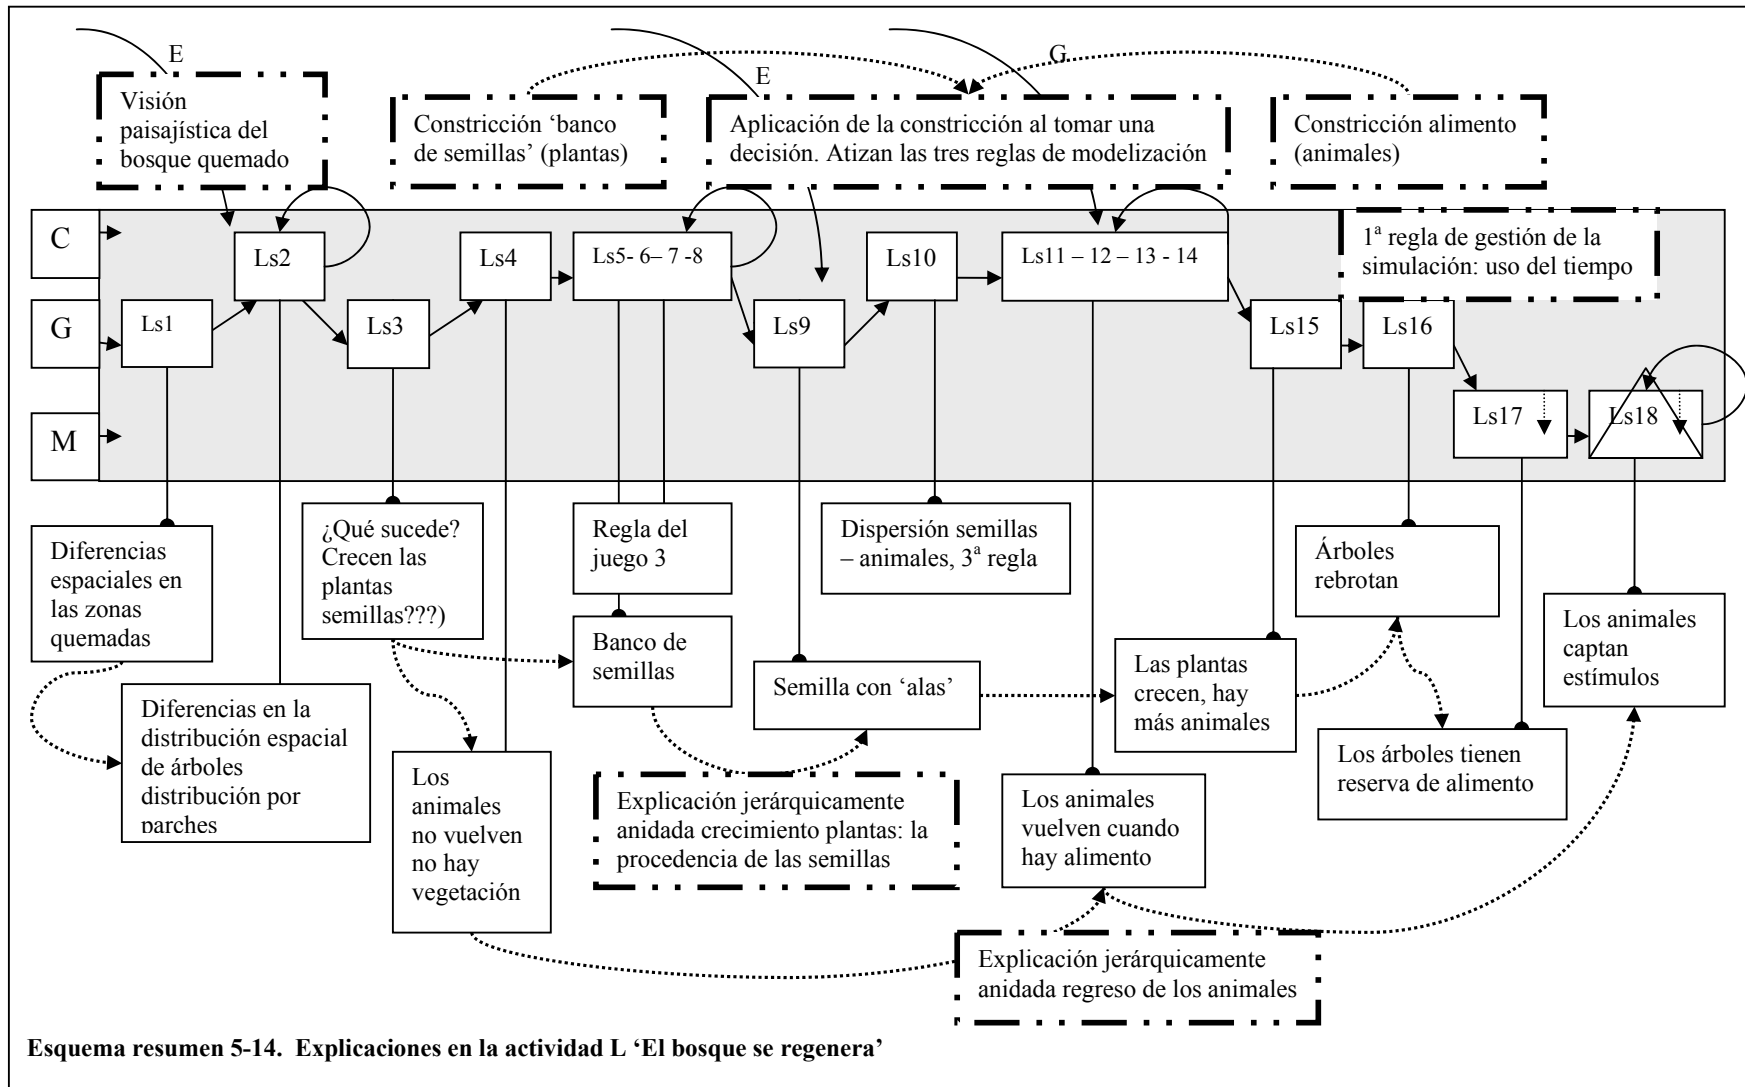 E
E
G
Visión
paisajística del
bosque quemado
Constricción ‘banco
de semillas’ (plantas)
Aplicación de la constricción al tomar una
decisión. Atizan las tres reglas de modelización
Constricción alimento
(animales)
C
G
M
Ls1
Ls2
Ls3
Ls4
Ls5- 6– 7 -8
Ls9
Ls10
Ls11 – 12 – 13 - 14
1ª regla de gestión de la
simulación: uso del tiempo
Ls15
Ls16
Ls17
Ls18
Diferencias
espaciales en
las zonas
quemadas
Diferencias en la
distribución espacial
de árboles
distribución por
parches
¿Qué sucede?
Crecen las
plantas
semillas???)
Los
animales
no vuelven
no hay
vegetación
Regla del
juego 3
Banco de
semillas
Explicación jerárquicamente
anidada crecimiento plantas: la
procedencia de las semillas
Semilla con ‘alas’
Dispersión semillas
– animales, 3ª regla
Los animales
vuelven cuando
hay alimento
Explicación jerárquicamente
anidada regreso de los animales
Las plantas
crecen, hay
más animales
Árboles
rebrotan
Los árboles tienen
reserva de alimento
Los animales
captan
estímulos
Esquema resumen 5-14. Explicaciones en la actividad L ‘El bosque se regenera’